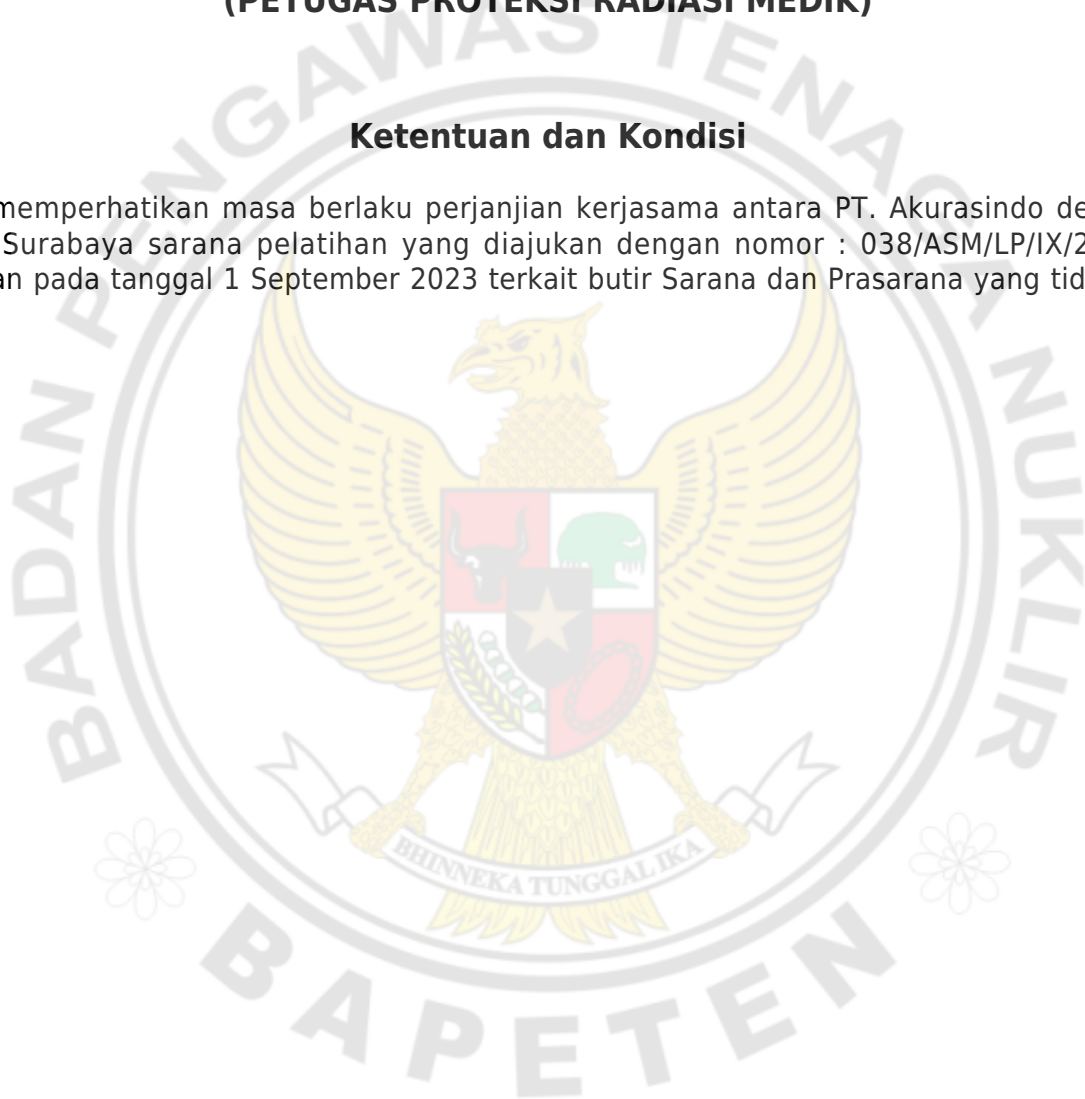 (PETUGAS PROTEKSI RADIASI MEDIK)
Ketentuan dan Kondisi
memperhatikan masa berlaku perjanjian kerjasama antara PT. Akurasindo de
Surabaya sarana pelatihan yang diajukan dengan nomor : 038/ASM/LP/IX/2
an pada tanggal 1 September 2023 terkait butir Sarana dan Prasarana yang tid
BADAN PENGAWAS TENAGA NUKLIR
BHINNEKA TUNGGAL IKA
BAPETEN